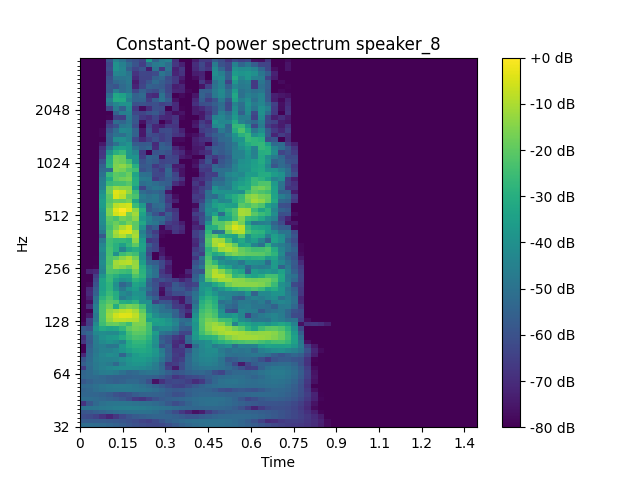 Constant-Q power spectrum speaker_8
+0 dB
2048
-10 dB
1024
-20 dB
512
-30 dB
Hz
-40 dB
256
-50 dB
128
-60 dB
64
-70 dB
32
-80 dB
0 0.15 0.3 0.45 0.6 0.75 0.9 1.1 1.2 1.4
Time